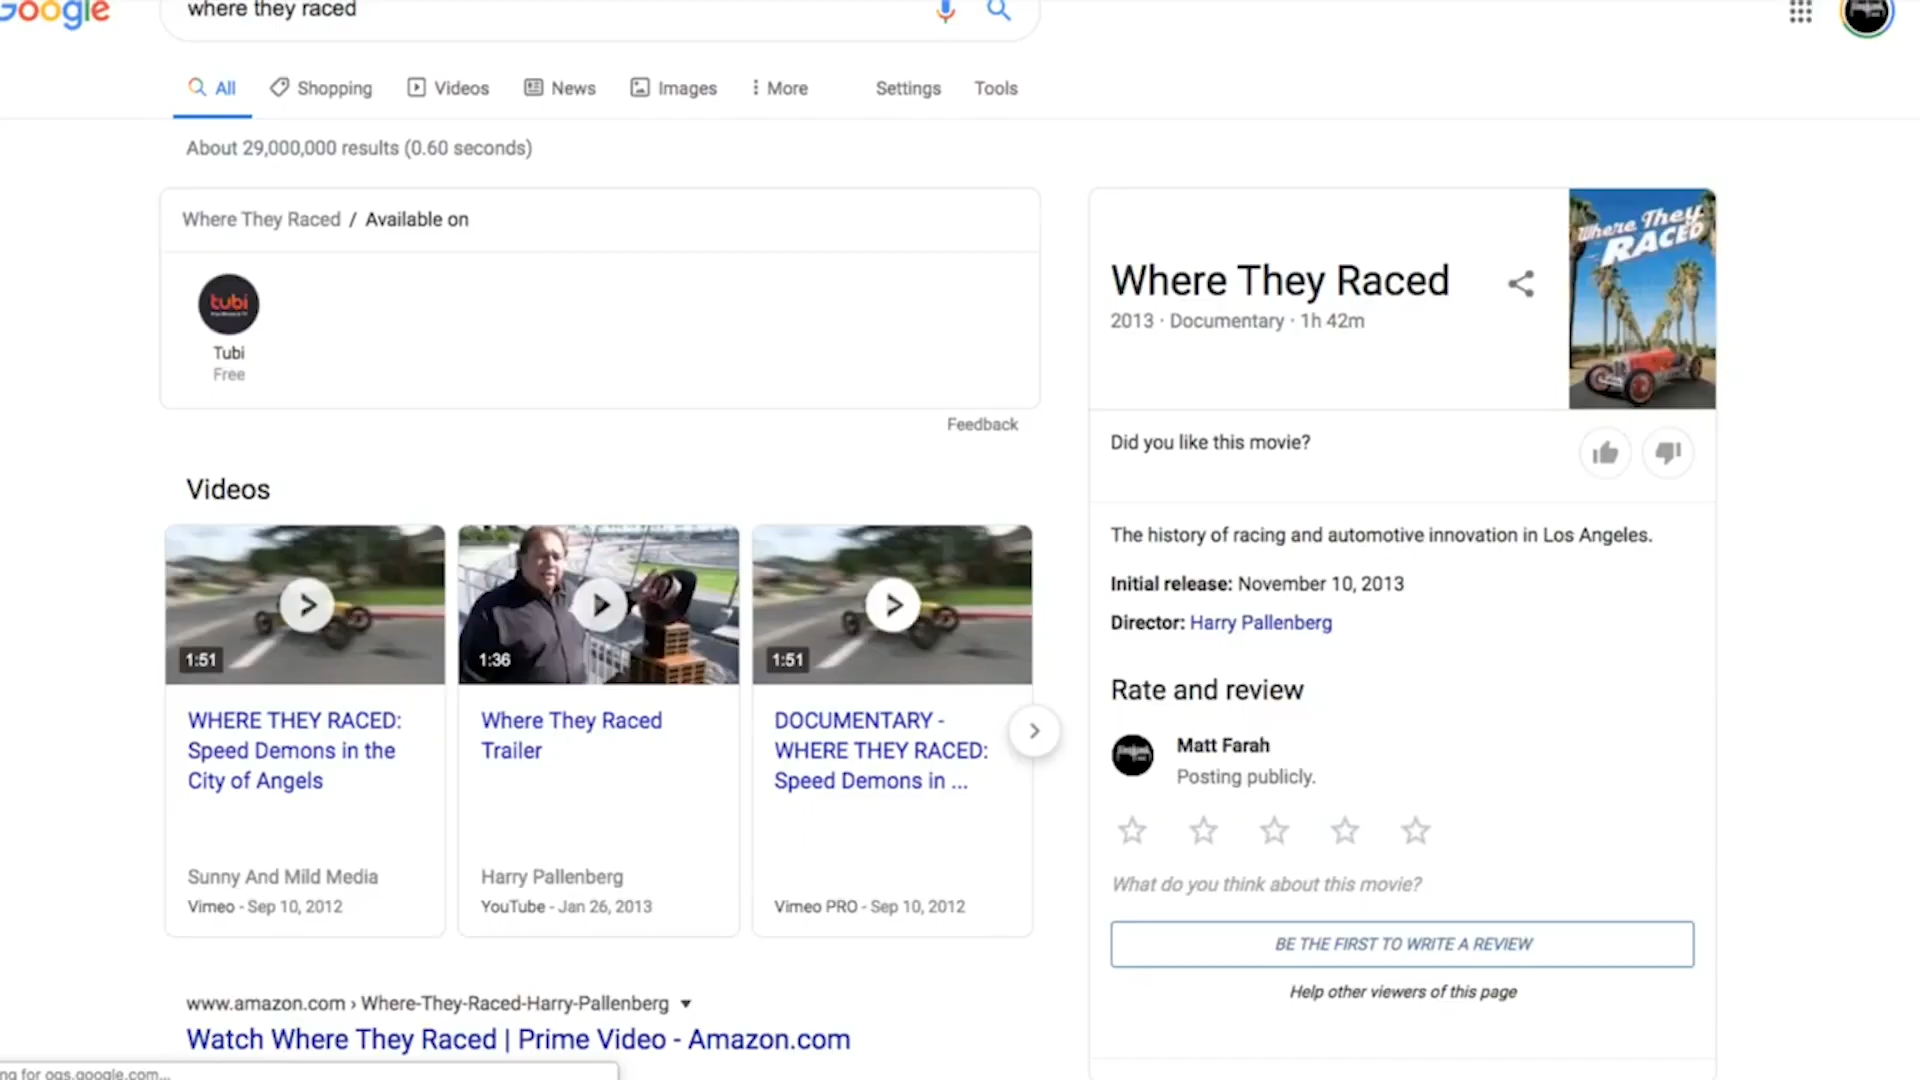 Google
where they raced
All Shopping Videos News Images More Settings Tools
About 29,000,000 results (0.60 seconds)
Where They Raced / Available on
tubi
Tubi
Free
Feedback
Videos
1:51
WHERE THEY RACED:
Speed Demons in the
City of Angels
Sunny And Mild Media
Vimeo - Sep 10, 2012
1:36
Where They Raced
Trailer
Harry Pallenberg
YouTube - Jan 26, 2013
1:51
DOCUMENTARY -
WHERE THEY RACED:
Speed Demons in ...
Vimeo PRO - Sep 10, 2012
www.amazon.com › Where-They-Raced-Harry-Pallenberg
Watch Where They Raced | Prime Video - Amazon.com
ng for ogs.google.com...
Where They Raced
2013 · Documentary · 1h 42m
Where They
RACED
Did you like this movie?
The history of racing and automotive innovation in Los Angeles.
Initial release: November 10, 2013
Director: Harry Pallenberg
Rate and review
Matt Farah
Posting publicly.
What do you think about this movie?
BE THE FIRST TO WRITE A REVIEW
Help other viewers of this page